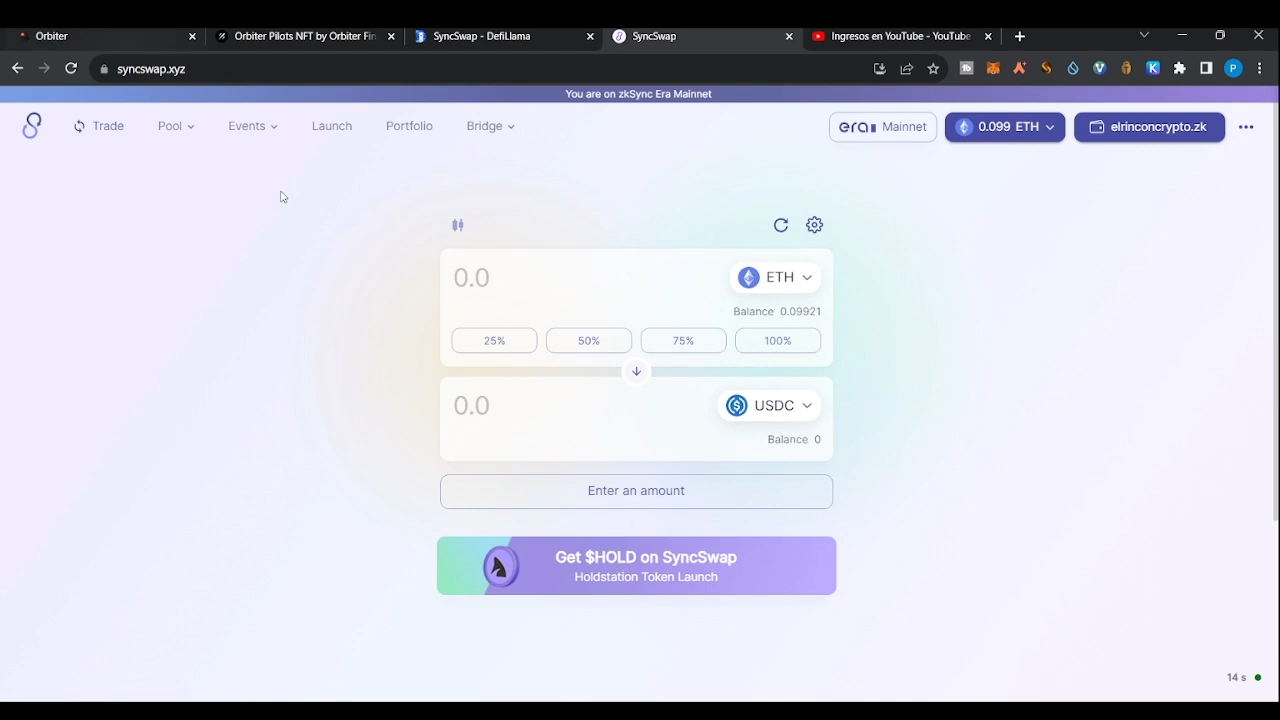 Orbiter
Orbiter Pilots NFT by Orbiter Fin
SyncSwap - DefiLlama
SyncSwap
Ingresos en YouTube - YouTube
syncswap.xyz
You are on zkSync Era Mainnet
Trade
Pool
Events
Launch
Portfolio
Bridge
era Mainnet
0.099 ETH
elrinconcrypto.zk
0.0
ETH
Balance 0.09921
25%
50%
75%
100%
0.0
USDC
Balance 0
Enter an amount
Get $HOLD on SyncSwap
Holdstation Token Launch
14 s